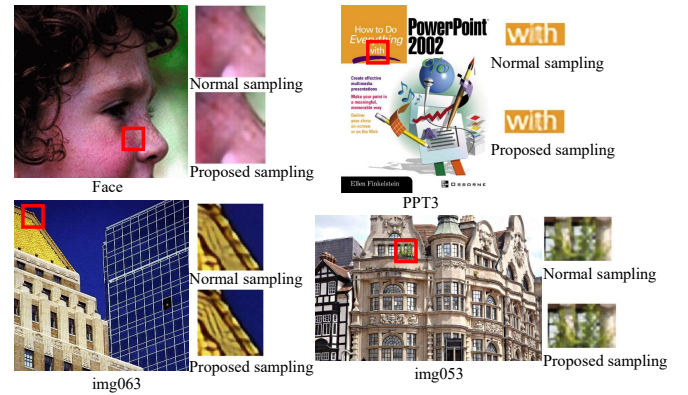 Normal sampling
Proposed sampling
Face
How to Do
Everything
with
PowerPoint
2002
Create effective
multimedia
presentations
Make your point in
a meaningful,
memorable way
Deliver
your show
on-screen
or on the Web
Ellen Finkelstein
OSBORNE
with
Normal sampling
with
Proposed sampling
PPT3
Normal sampling
Proposed sampling
img063
Normal sampling
Proposed sampling
img053